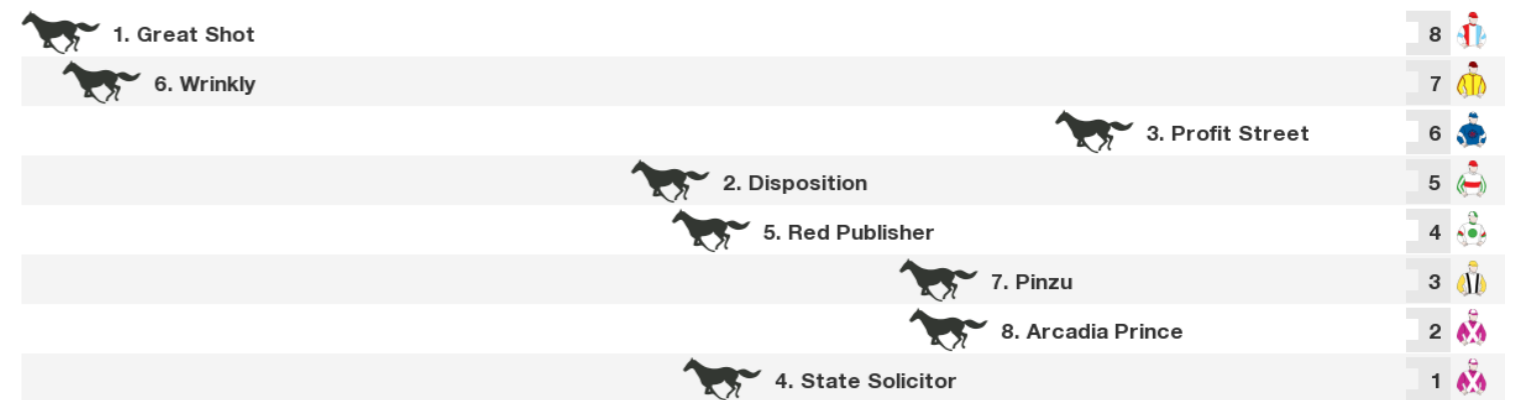 1. Great Shot 8
6. Wrinkly 7
3. Profit Street 6
2. Disposition 5
5. Red Publisher 4
7. Pinzu 3
8. Arcadia Prince 2
4. State Solicitor 1